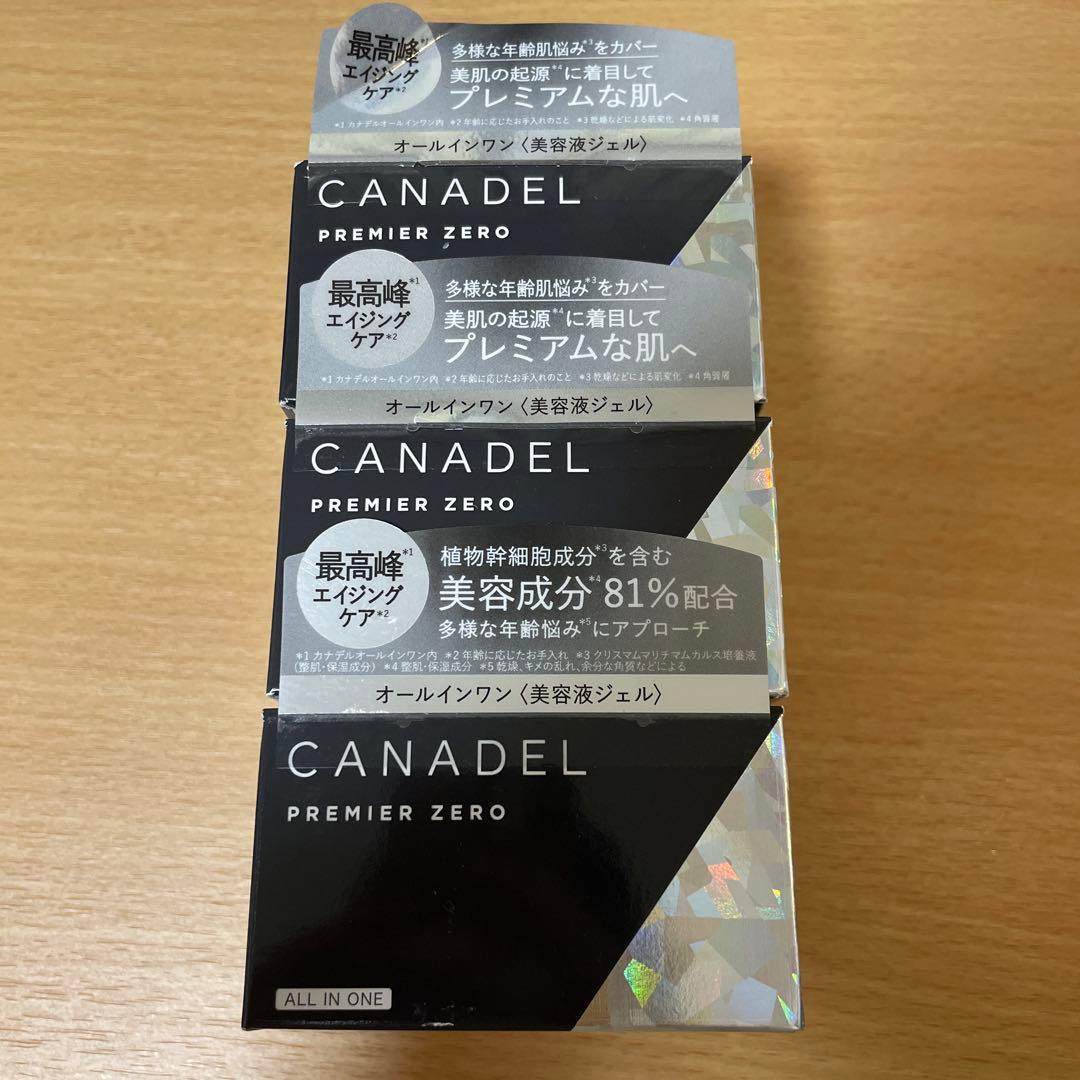 最高峰*1
エイジング
ケア*2
多様な年齢肌悩み*3をカバー
美肌の起源*4に着目して
プレミアムな肌へ
*1 カナデルオールインワン内 *2 年齢に応じたお手入れのこと *3 乾燥などによる肌変化 *4 角質層
オールインワン〈美容液ジェル〉
CANADEL
PREMIER ZERO
最高峰*1
エイジング
ケア*2
多様な年齢肌悩み*3をカバー
美肌の起源*4に着目して
プレミアムな肌へ
*1 カナデルオールインワン内 *2 年齢に応じたお手入れのこと *3 乾燥などによる肌変化 *4 角質層
オールインワン〈美容液ジェル〉
CANADEL
PREMIER ZERO
最高峰*1
エイジング
ケア*2
植物幹細胞成分*3を含む
美容成分*4 81%配合
多様な年齢悩み*5にアプローチ
*1 カナデルオールインワン内 *2 年齢に応じたお手入れ *3 クリスマムマリチマムカルス培養液
(整肌・保湿成分) *4 整肌・保湿成分 *5 乾燥、キメの乱れ、余分な角質などによる
オールインワン〈美容液ジェル〉
CANADEL
PREMIER ZERO
ALL IN ONE